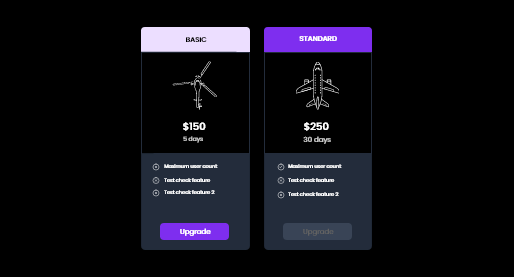 BASIC
$150
5 days
Maximum user count
Test check feature
Test check feature 2
Upgrade
STANDARD
$250
30 days
Maximum user count
Test check feature
Test check feature 2
Upgrade